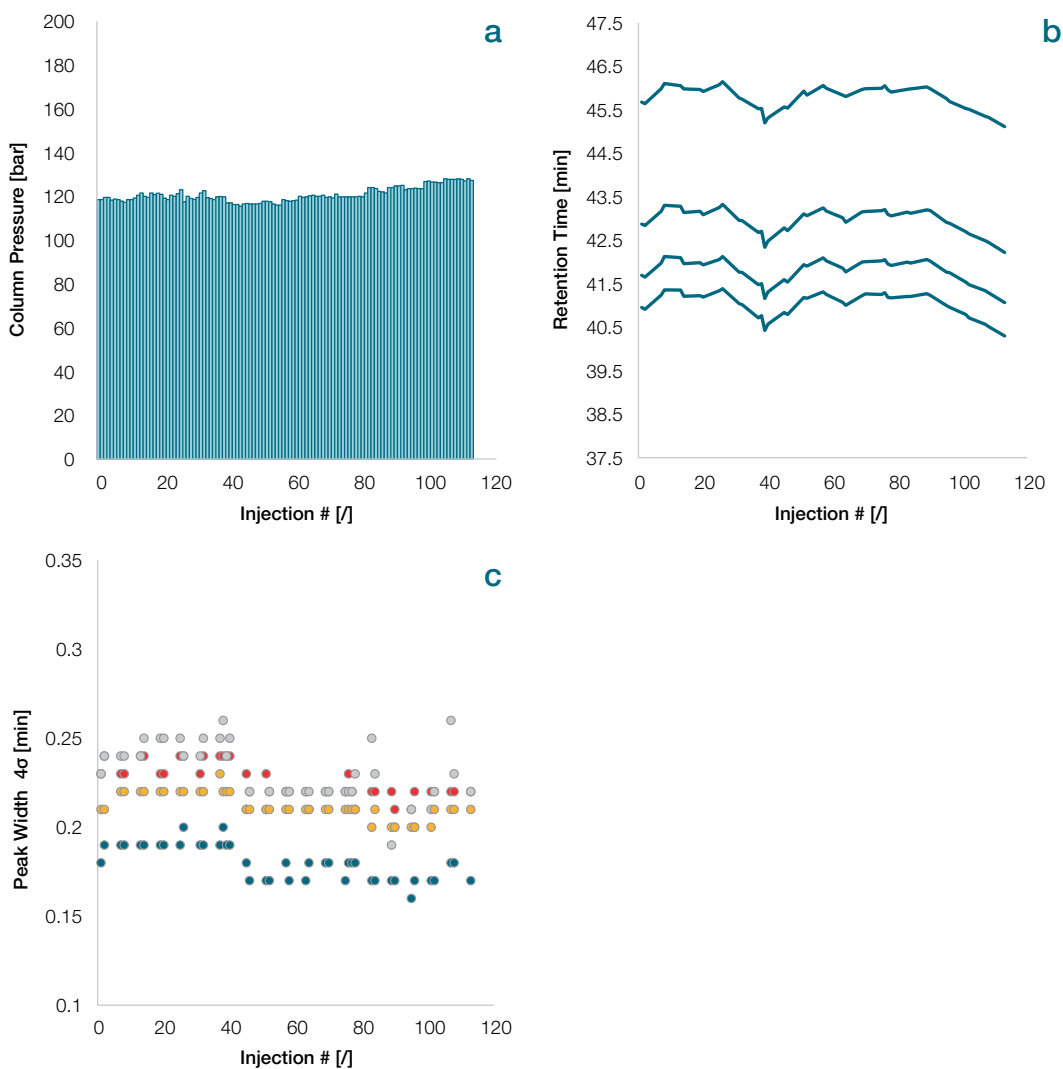 a
Column Pressure [bar]
200
180
160
140
120
100
80
60
40
20
0
0 20 40 60 80 100 120
Injection # [/]
b
Retention Time [min]
47.5
46.5
45.5
44.5
43.5
42.5
41.5
40.5
39.5
38.5
37.5
0 20 40 60 80 100 120
Injection # [/]
c
Peak Width 4σ [min]
0.35
0.3
0.25
0.2
0.15
0.1
0 20 40 60 80 100 120
Injection # [/]